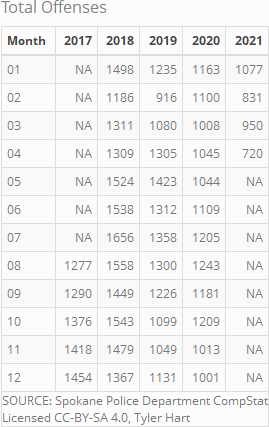 Total Offenses
Month 2017 2018 2019 2020 2021
01 NA 1498 1235 1163 1077
02 NA 1186 916 1100 831
03 NA 1311 1080 1008 950
04 NA 1309 1305 1045 720
05 NA 1524 1423 1044 NA
06 NA 1538 1312 1109 NA
07 NA 1656 1358 1205 NA
08 1277 1558 1300 1243 NA
09 1290 1449 1226 1181 NA
10 1376 1543 1099 1209 NA
11 1418 1479 1049 1013 NA
12 1454 1367 1131 1001 NA
SOURCE: Spokane Police Department CompStat
Licensed CC-BY-SA 4.0, Tyler Hart